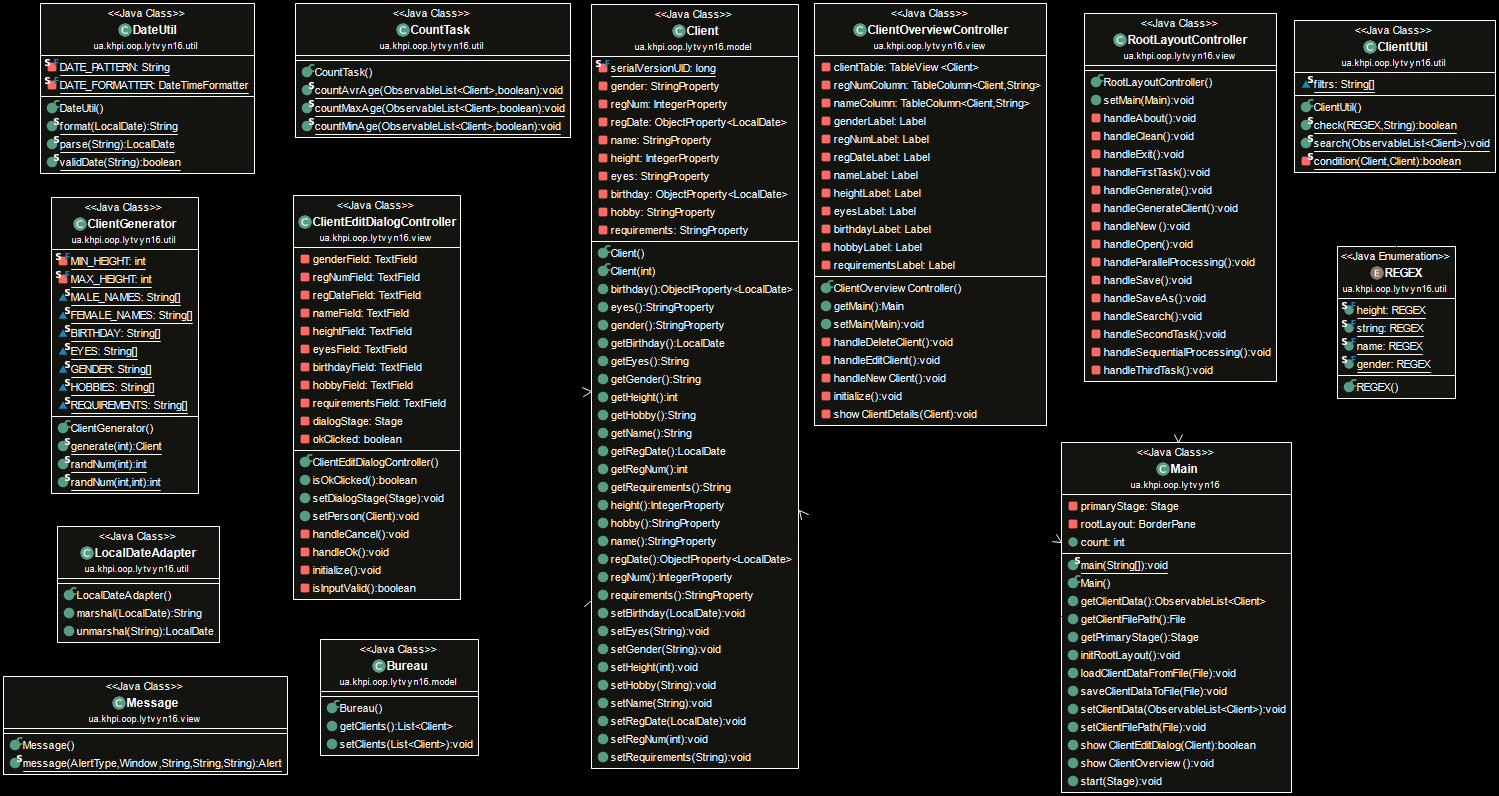 <<Java Class>>
DateUtil
ua.khpi.oop.lytvyn16.util
DATE_PATTERN: String
DATE_FORMATTER: DateTimeFormatter
DateUtil()
format(LocalDate):String
parse(String):LocalDate
validDate(String):boolean
<<Java Class>>
CountTask
ua.khpi.oop.lytvyn16.util
CountTask()
countAvrAge(ObservableList<Client>,boolean):void
countMaxAge(ObservableList<Client>,boolean):void
countMinAge(ObservableList<Client>,boolean):void
<<Java Class>>
Client
ua.khpi.oop.lytvyn16.model
serialVersionUID: long
gender: StringProperty
regNum: IntegerProperty
regDate: ObjectProperty<LocalDate>
name: StringProperty
height: IntegerProperty
eyes: StringProperty
birthday: ObjectProperty<LocalDate>
hobby: StringProperty
requirements: StringProperty
Client()
Client(int)
birthday():ObjectProperty<LocalDate>
eyes():StringProperty
gender():StringProperty
getBirthday():LocalDate
getEyes():String
getGender():String
getHeight():int
getHobby():String
getName():String
getRegDate():LocalDate
getRegNum():int
getRequirements():String
height():IntegerProperty
hobby():StringProperty
name():StringProperty
regDate():ObjectProperty<LocalDate>
regNum():IntegerProperty
requirements():StringProperty
setBirthday(LocalDate):void
setEyes(String):void
setGender(String):void
setHeight(int):void
setHobby(String):void
setName(String):void
setRegDate(LocalDate):void
setRegNum(int):void
setRequirements(String):void
<<Java Class>>
ClientOverviewController
ua.khpi.oop.lytvyn16.view
clientTable: TableView<Client>
regNumColumn: TableColumn<Client,String>
nameColumn: TableColumn<Client,String>
genderLabel: Label
regNumLabel: Label
regDateLabel: Label
nameLabel: Label
heightLabel: Label
eyesLabel: Label
birthdayLabel: Label
hobbyLabel: Label
requirementsLabel: Label
ClientOverviewController()
getMain():Main
setMain(Main):void
handleDeleteClient():void
handleEditClient():void
handleNewClient():void
initialize():void
showClientDetails(Client):void
<<Java Class>>
RootLayoutController
ua.khpi.oop.lytvyn16.view
RootLayoutController()
setMain(Main):void
handleAbout():void
handleClean():void
handleExit():void
handleFirstTask():void
handleGenerate():void
handleGenerateClient():void
handleNew():void
handleOpen():void
handleParallelProcessing():void
handleSave():void
handleSaveAs():void
handleSearch():void
handleSecondTask():void
handleSequentialProcessing():void
handleThirdTask():void
<<Java Class>>
ClientUtil
ua.khpi.oop.lytvyn16.util
filtrs: String[]
ClientUtil()
check(REGEX,String):boolean
search(ObservableList<Client>):void
condition(Client,Client):boolean
<<Java Class>>
ClientGenerator
ua.khpi.oop.lytvyn16.util
MIN_HEIGHT: int
MAX_HEIGHT: int
MALE_NAMES: String[]
FEMALE_NAMES: String[]
BIRTHDAY: String[]
EYES: String[]
GENDER: String[]
HOBBIES: String[]
REQUIREMENTS: String[]
ClientGenerator()
generate(int):Client
randNum(int):int
randNum(int,int):int
<<Java Class>>
ClientEditDialogController
ua.khpi.oop.lytvyn16.view
genderField: TextField
regNumField: TextField
regDateField: TextField
nameField: TextField
heightField: TextField
eyesField: TextField
birthdayField: TextField
hobbyField: TextField
requirementsField: TextField
dialogStage: Stage
okClicked: boolean
ClientEditDialogController()
isOkClicked():boolean
setDialogStage(Stage):void
setPerson(Client):void
handleCancel():void
handleOk():void
initialize():void
isInputValid():boolean
<<Java Enumeration>>
REGEX
ua.khpi.oop.lytvyn16.util
height: REGEX
string: REGEX
name: REGEX
gender: REGEX
REGEX()
<<Java Class>>
Main
ua.khpi.oop.lytvyn16
primaryStage: Stage
rootLayout: BorderPane
count: int
main(String[]):void
Main()
getClientData():ObservableList<Client>
getClientFilePath():File
getPrimaryStage():Stage
initRootLayout():void
loadClientDataFromFile(File):void
saveClientDataToFile(File):void
setClientData(ObservableList<Client>):void
setClientFilePath(File):void
showClientEditDialog(Client):boolean
showClientOverview():void
start(Stage):void
<<Java Class>>
LocalDateAdapter
ua.khpi.oop.lytvyn16.util
LocalDateAdapter()
marshal(LocalDate):String
unmarshal(String):LocalDate
<<Java Class>>
Bureau
ua.khpi.oop.lytvyn16.model
Bureau()
getClients():List<Client>
setClients(List<Client>):void
<<Java Class>>
Message
ua.khpi.oop.lytvyn16.view
Message()
message(AlertType,Window,String,String,String):Alert